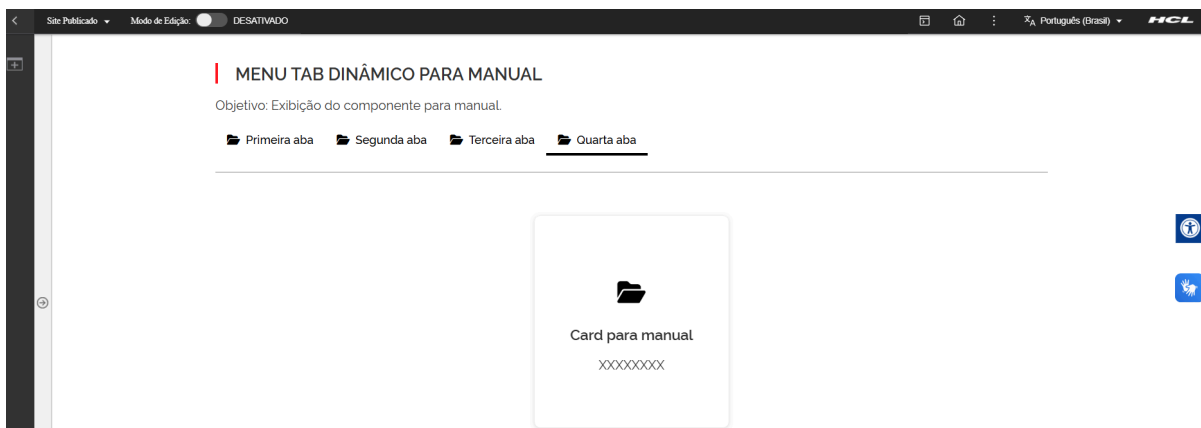 Site Publicado Modo de Edição: DESATIVADO Português (Brasil) HCL
MENU TAB DINÂMICO PARA MANUAL
Objetivo: Exibição do componente para manual.
Primeira aba Segunda aba Terceira aba Quarta aba
Card para manual
XXXXXXXX